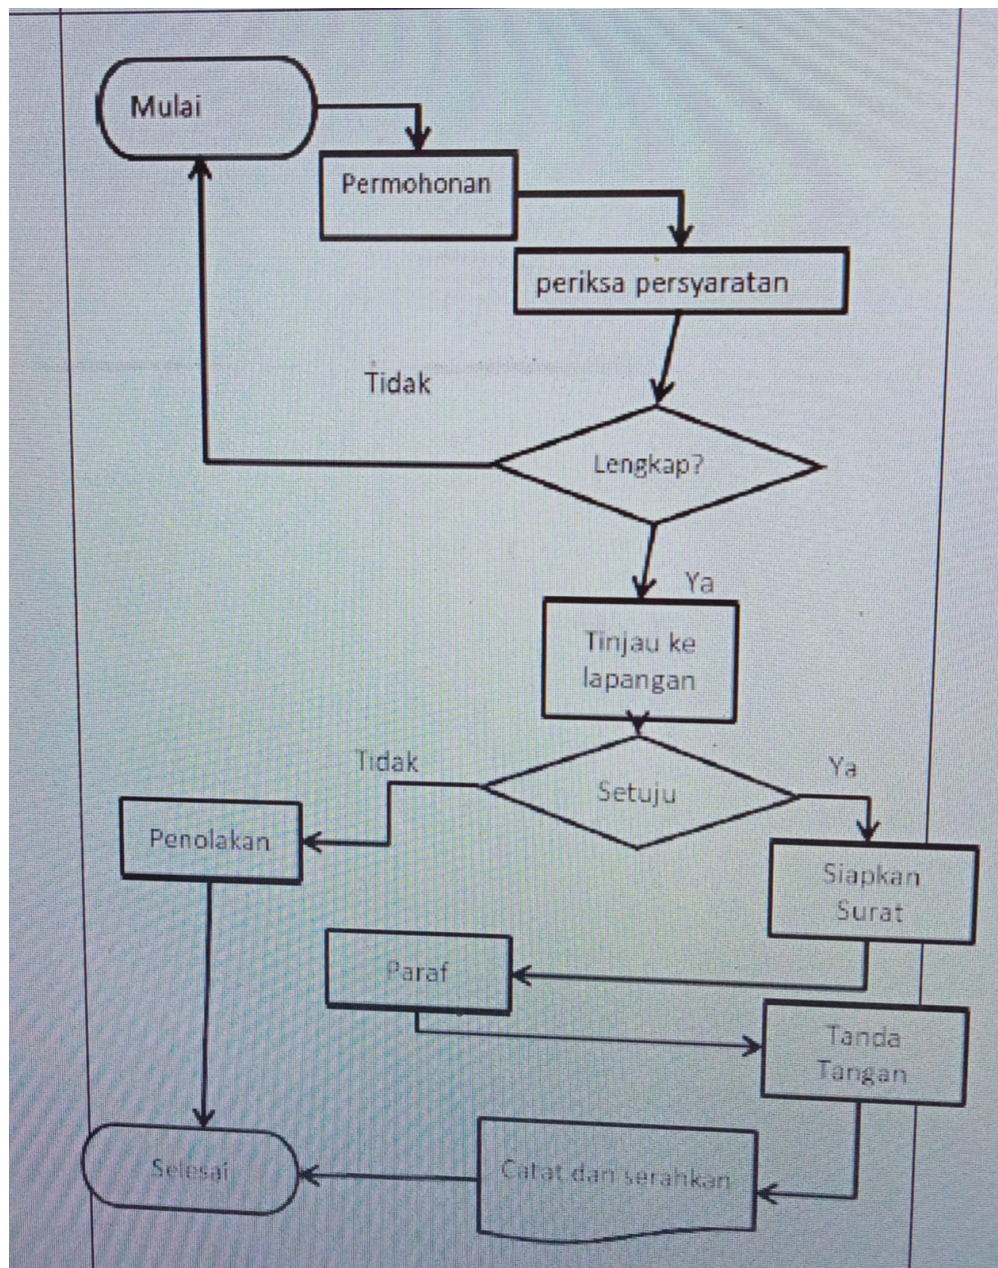 Mulai
Permohonan
periksa persyaratan
Tidak
Lengkap?
Ya
Tinjau ke
lapangan
Tidak
Ya
Setuju
Penolakan
Siapkan
Surat
Paraf
Tanda
Tangan
Catat dan serahkan
Selesai